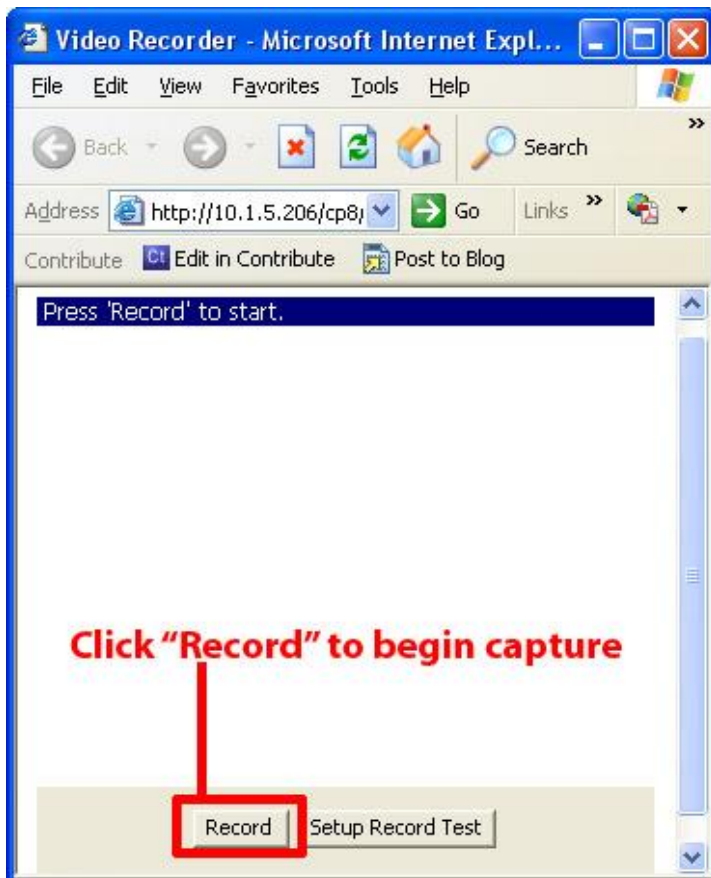 Video Recorder - Microsoft Internet Expl...
File Edit View Favorites Tools Help
Back Search »
Address http://10.1.5.206/cp8/ Go Links »
Contribute Ct Edit in Contribute Post to Blog
Press 'Record' to start.
Click “Record” to begin capture
Record Setup Record Test